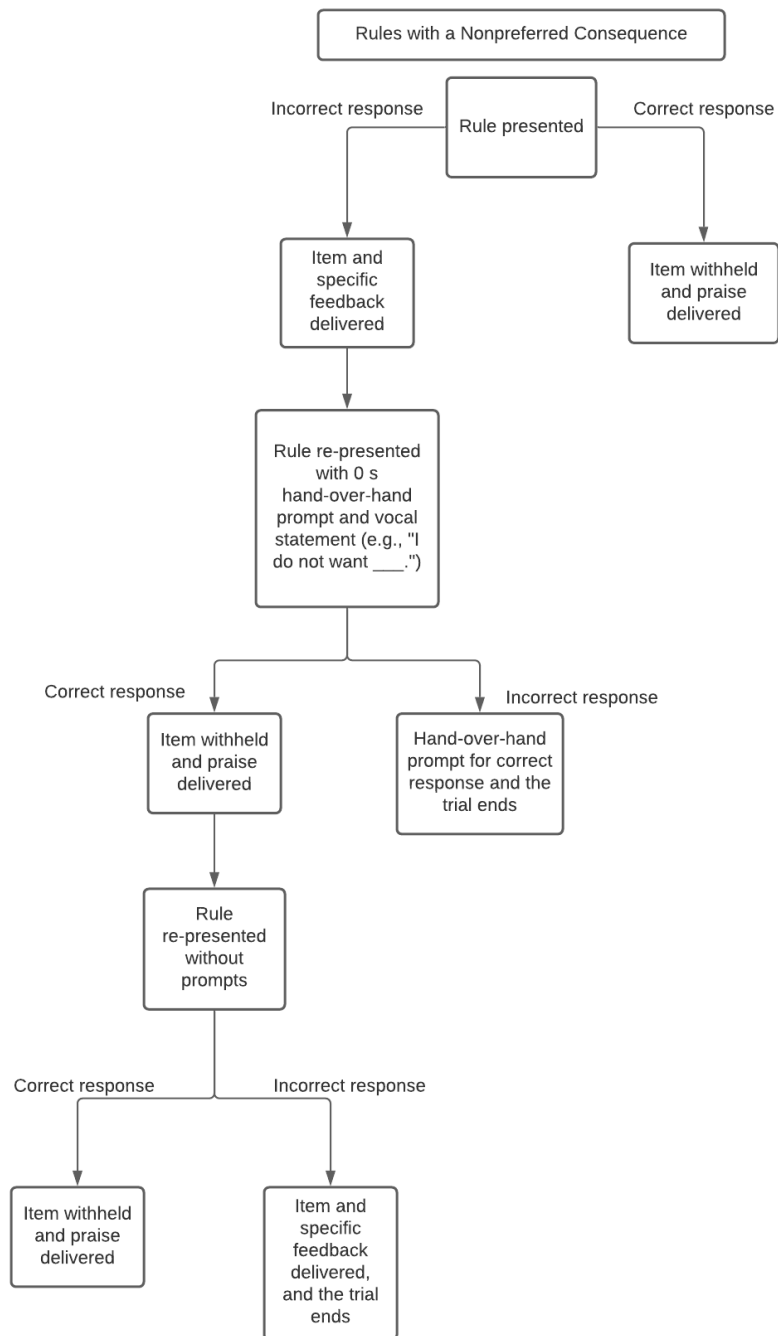 Rules with a Nonpreferred Consequence
Incorrect response
Correct response
Rule presented
Item and
specific
feedback
delivered
Item withheld
and praise
delivered
Rule re-presented
with 0 s
hand-over-hand
prompt and vocal
statement (e.g., "I
do not want ___.")
Correct response
Incorrect response
Item withheld
and praise
delivered
Hand-over-hand
prompt for correct
response and the
trial ends
Rule
re-presented
without
prompts
Correct response
Incorrect response
Item withheld
and praise
delivered
Item and
specific
feedback
delivered,
and the trial
ends